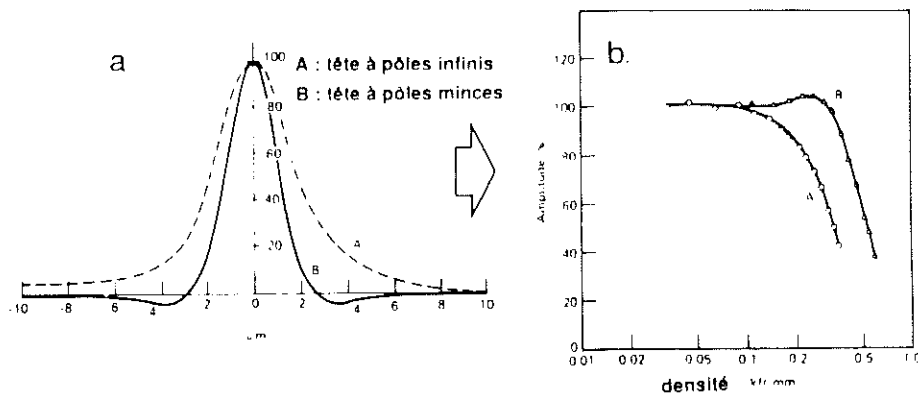 a
100
80
60
40
20
A : tête à pôles infinis
B : tête à pôles minces
A
B
-10 -8 6 4 2 0 2 4 6 8 10
b.
120
100
80
60
40
20
0
Amplitude %
A
B
A
0.01 0.02 0.05 0.1 0.2 0.5
densité